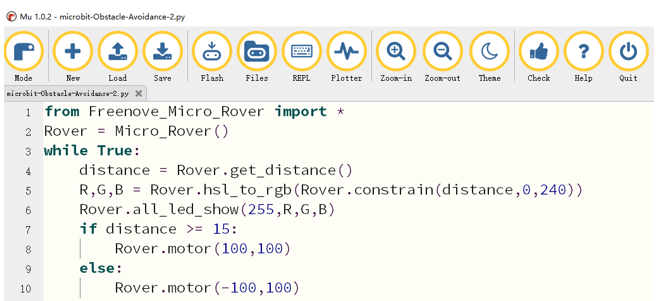 Mu 1.0.2 - microbit-Obstacle-Avoidance-2.py
Mode New Load Save Flash Files REPL Plotter Zoom-in Zoom-out Theme Check Help Quit
microbit-Obstacle-Avoidance-2.py
1 from Freenove_Micro_Rover import *
2 Rover = Micro_Rover()
3 while True:
4     distance = Rover.get_distance()
5     R,G,B = Rover.hsl_to_rgb(Rover.constrain(distance,0,240))
6     Rover.all_led_show(255,R,G,B)
7     if distance >= 15:
8         Rover.motor(100,100)
9     else:
10         Rover.motor(-100,100)